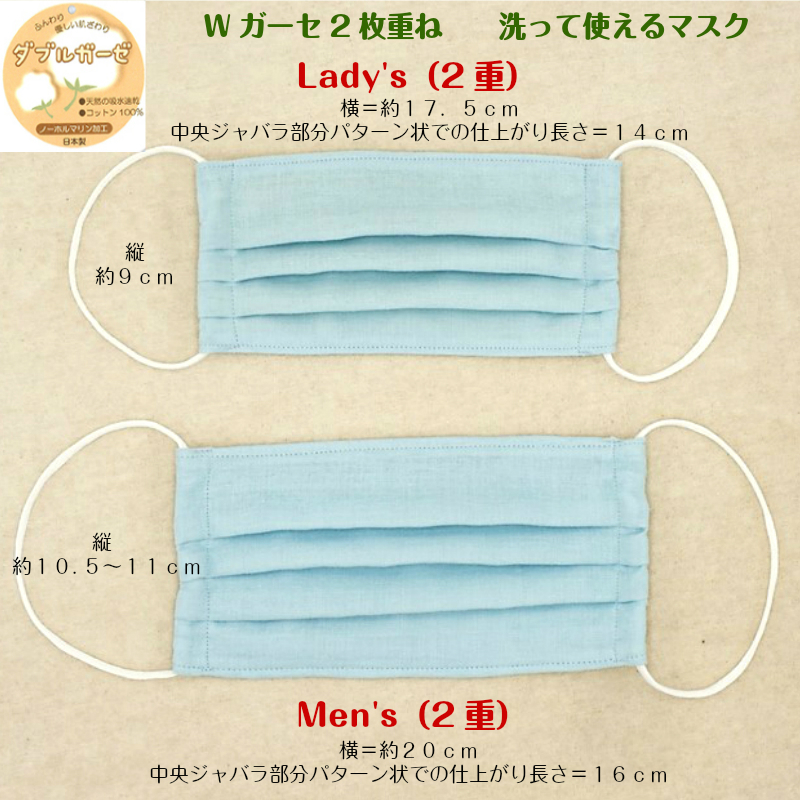 ふんわり
優しい肌ざわり
ダブルガーゼ
●天然の吸水速乾
●コットン100%
ノーホルマリン加工
日本製
Wガーセ2枚重ね　洗って使えるマスク
Lady's（2重）
横＝約１７．５ｃｍ
中央ジャバラ部分パターン状での仕上がり長さ＝１４ｃｍ
縦
約９ｃｍ
縦
約１０．５～１１ｃｍ
Men's（2重）
横＝約２０ｃｍ
中央ジャバラ部分パターン状での仕上がり長さ＝１６ｃｍ